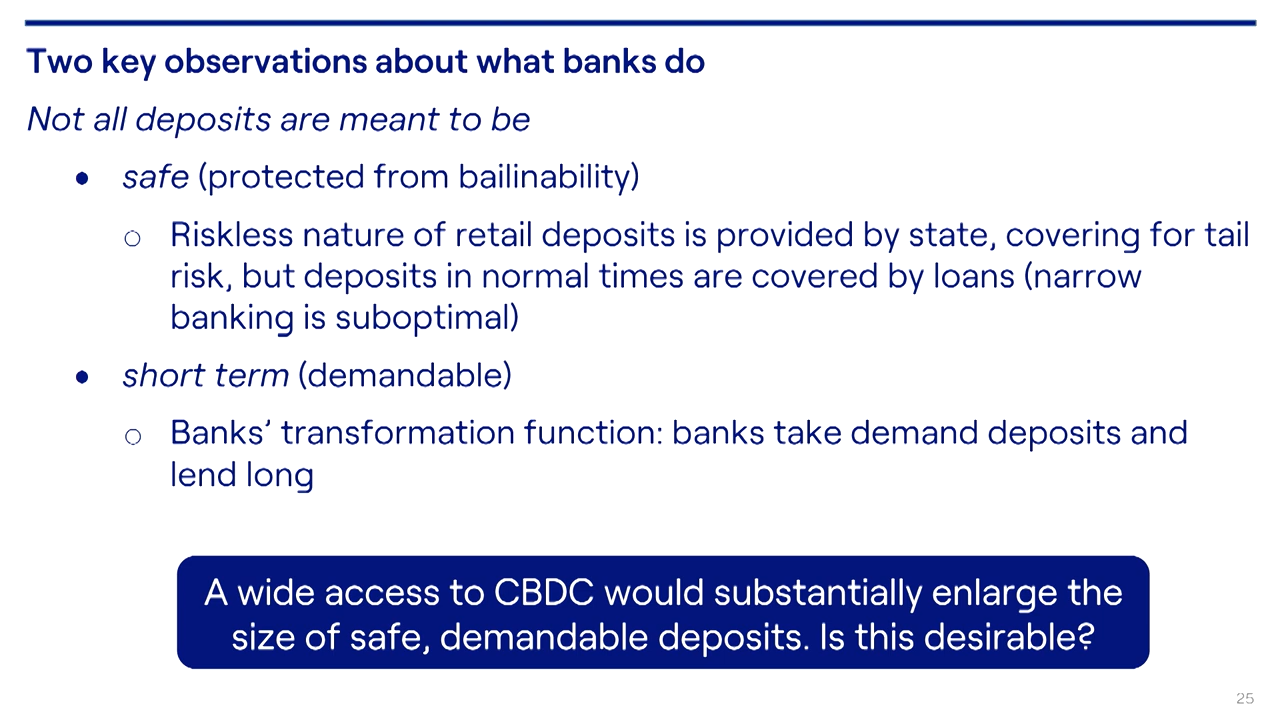 Two key observations about what banks do
Not all deposits are meant to be
• safe (protected from bailinability)
○ Riskless nature of retail deposits is provided by state, covering for tail
risk, but deposits in normal times are covered by loans (narrow
banking is suboptimal)
• short term (demandable)
○ Banks’ transformation function: banks take demand deposits and
lend long
A wide access to CBDC would substantially enlarge the
size of safe, demandable deposits. Is this desirable?
25